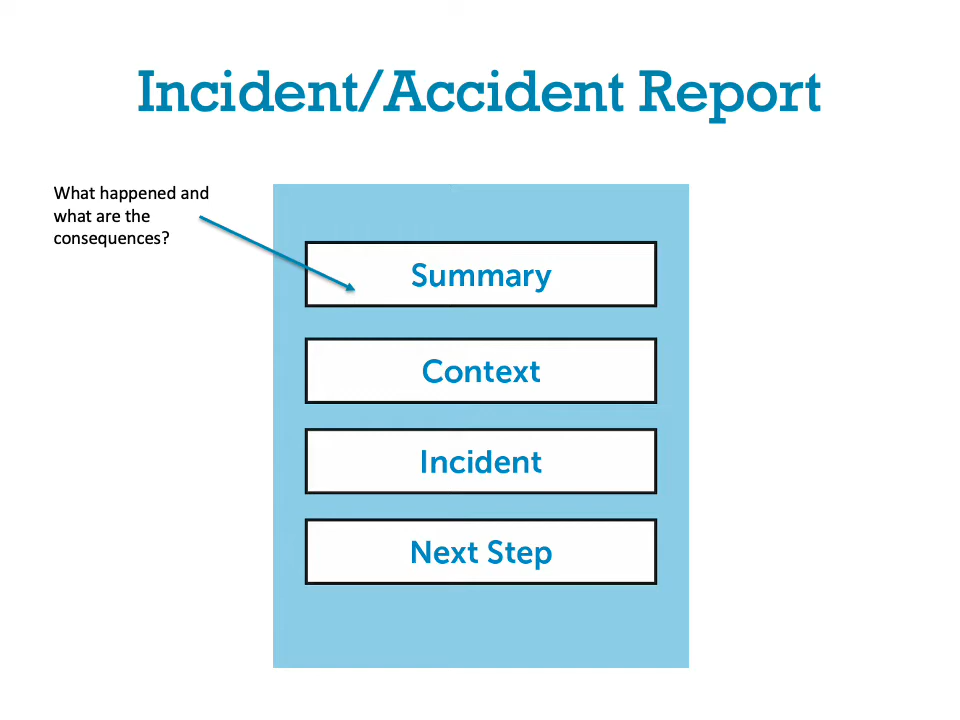 Incident/Accident Report
What happened and
what are the
consequences?
Summary
Context
Incident
Next Step